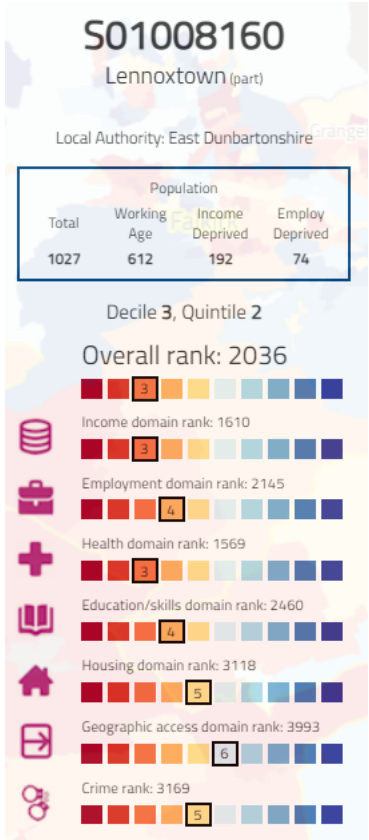 S01008160
Lennoxtown (part)
Grange
Local Authority: East Dunbartonshire
Population
Total Working Age Income Deprived Employ Deprived
Falkirk
1027 612 192 74
Decile 3, Quintile 2
Overall rank: 2036
3
Income domain rank: 1610
3
Employment domain rank: 2145
4
Health domain rank: 1569
3
Education/skills domain rank: 2460
4
Housing domain rank: 3118
5
Geographic access domain rank: 3993
6
Crime rank: 3169
5